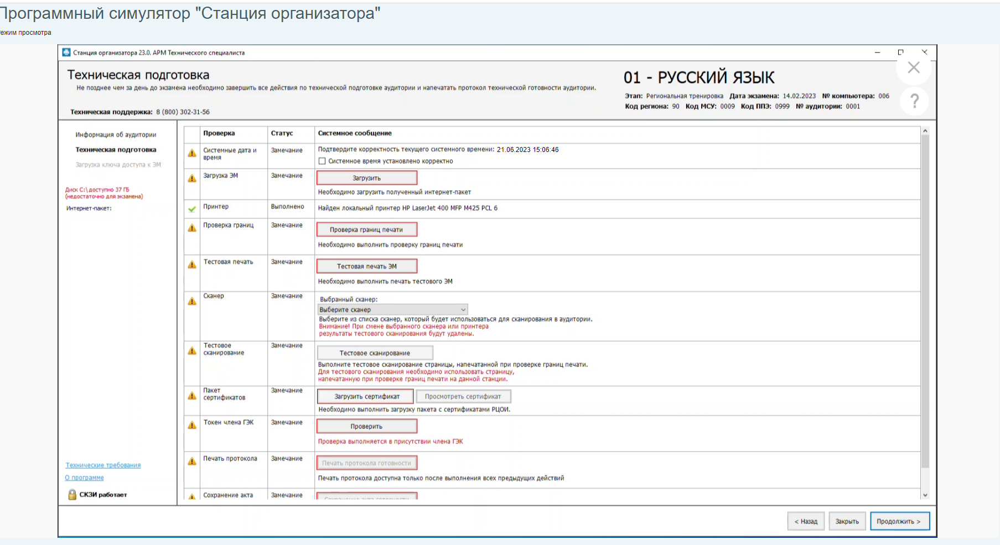 Программный симулятор "Станция организатора"
Режим просмотра
Станция организатора 23.0. АРМ Технического специалиста
Техническая подготовка
Не позднее чем за день до экзамена необходимо завершить все действия по технической подготовке аудитории и напечатать протокол технической готовности аудитории.
Техническая поддержка: 8 (800) 302-31-56
01 - РУССКИЙ ЯЗЫК
Этап: Региональная тренировка Дата экзамена: 14.02.2023 № компьютера: 006
Код региона: 90 Код МСУ: 0009 Код ППЭ: 0999 № аудитории: 0001
?
Информация об аудитории
Техническая подготовка
Загрузка ключа доступа к ЭМ
Диск C:\ доступно 37 ГБ
(недостаточно для экзамена)
Интернет-пакет:
Технические требования
О программе
СКЗИ работает
Проверка Статус Системное сообщение
Системные дата и время Замечание Подтвердите корректность текущего системного времени: 21.06.2023 15:06:46
Системное время установлено корректно
Загрузка ЭМ Замечание Загрузить
Необходимо загрузить полученный интернет-пакет
Принтер Выполнено Найден локальный принтер HP LaserJet 400 MFP M425 PCL 6
Проверка границ Замечание Проверка границ печати
Необходимо выполнить проверку границ печати
Тестовая печать Замечание Тестовая печать ЭМ
Необходимо выполнить печать тестового ЭМ
Сканер Замечание Выбранный сканер:
Выберите сканер
Выберите из списка сканер, который будет использоваться для сканирования в аудитории.
Внимание! При смене выбранного сканера или принтера
результаты тестового сканирования будут удалены.
Тестовое сканирование Замечание Тестовое сканирование
Выполните тестовое сканирование страницы, напечатанной при проверке границ печати.
Для тестового сканирования необходимо использовать страницу,
напечатанную при проверке границ печати на данной станции.
Пакет сертификатов Замечание Загрузить сертификат Просмотреть сертификат
Необходимо выполнить загрузку пакета с сертификатами РЦОИ.
Токен члена ГЭК Замечание Проверить
Проверка выполняется в присутствии члена ГЭК
Печать протокола Замечание Печать протокола готовности
Печать протокола доступна только после выполнения всех предыдущих действий
Сохранение акта Замечание Сохранение акта готовности
< Назад Закрыть Продолжить >